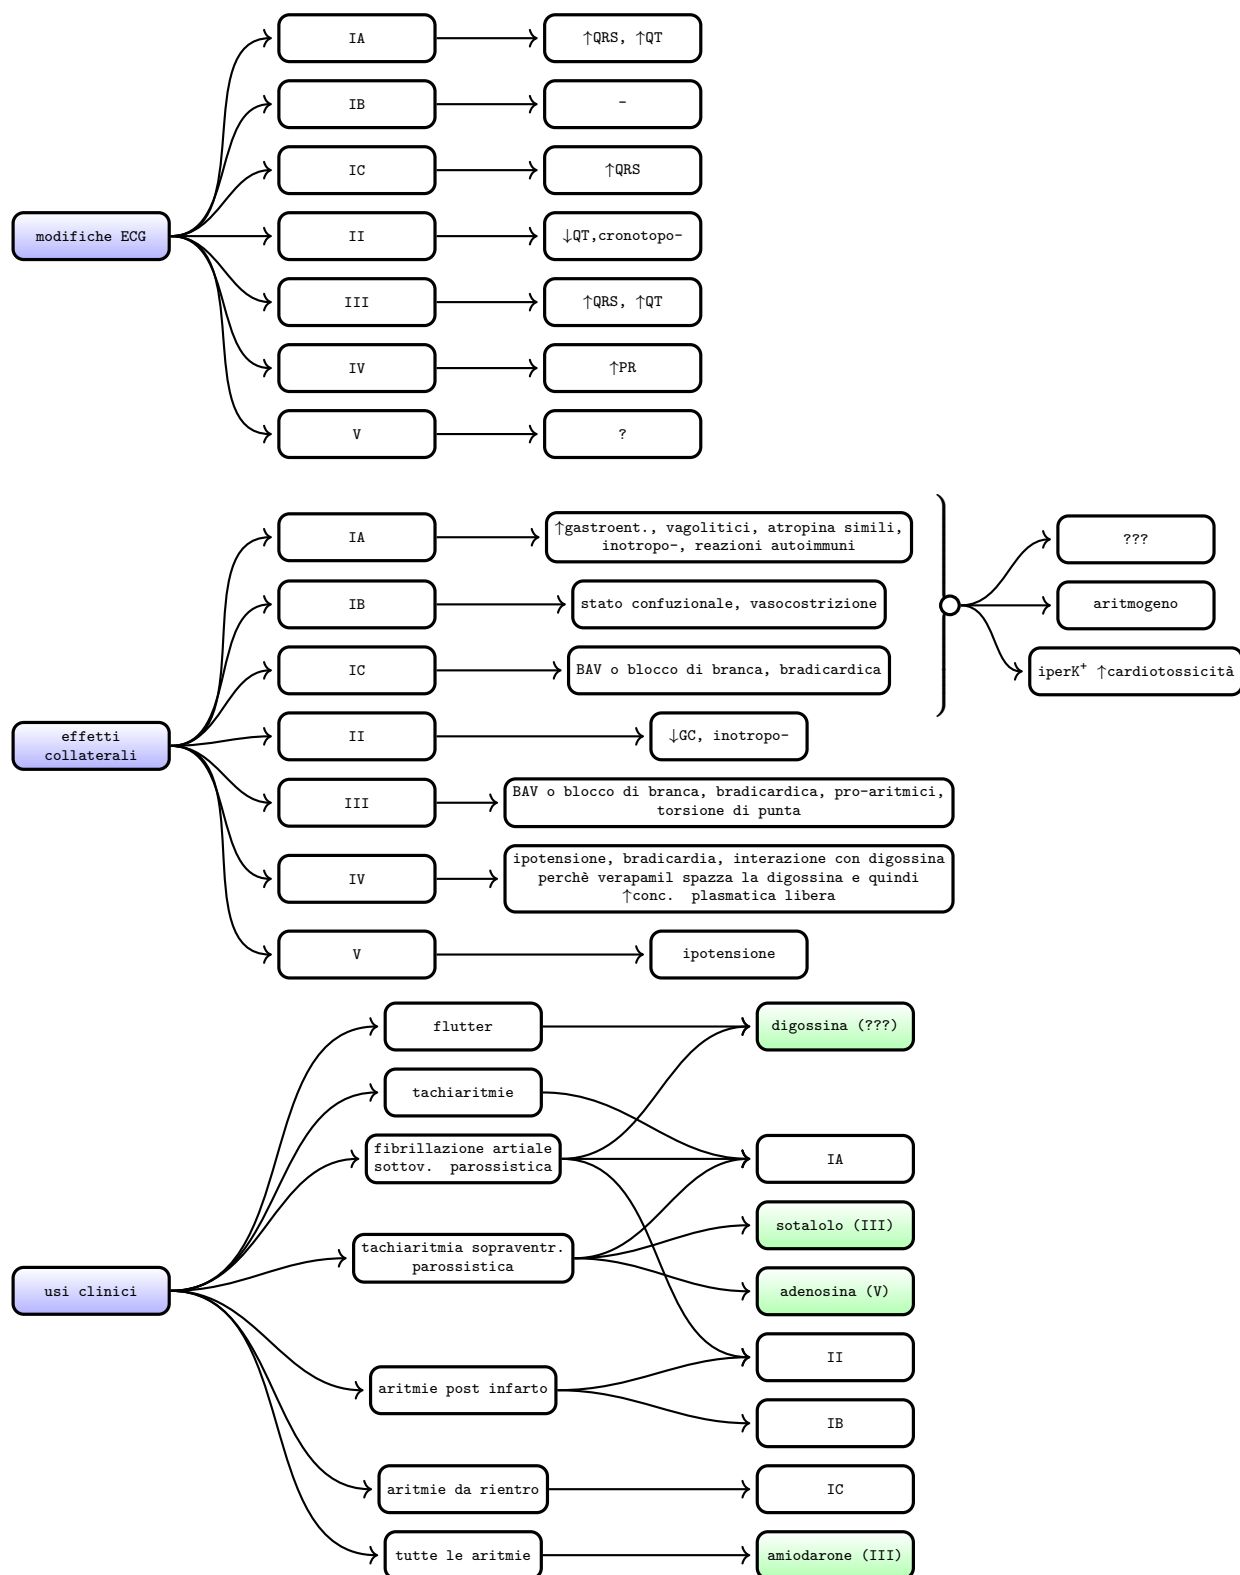 modifiche ECG
IA
↑QRS, ↑QT
IB
-
IC
↑QRS
II
↓QT,cronotopo-
III
↑QRS, ↑QT
IV
↑PR
V
?
effetti
collaterali
IA
↑gastroent., vagolitici, atropina simili,
inotropo-, reazioni autoimmuni
IB
stato confuzionale, vasocostrizione
IC
BAV o blocco di branca, bradicardica
???
aritmogeno
iperK⁺ ↑cardiotossicità
II
↓GC, inotropo-
III
BAV o blocco di branca, bradicardica, pro-aritmici,
torsione di punta
IV
ipotensione, bradicardia, interazione con digossina
perchè verapamil spazza la digossina e quindi
↑conc. plasmatica libera
V
ipotensione
usi clinici
flutter
tachiaritmie
fibrillazione artiale
sottov. parossistica
tachiaritmia sopraventr.
parossistica
aritmie post infarto
aritmie da rientro
tutte le aritmie
digossina (???)
IA
sotalolo (III)
adenosina (V)
II
IB
IC
amiodarone (III)